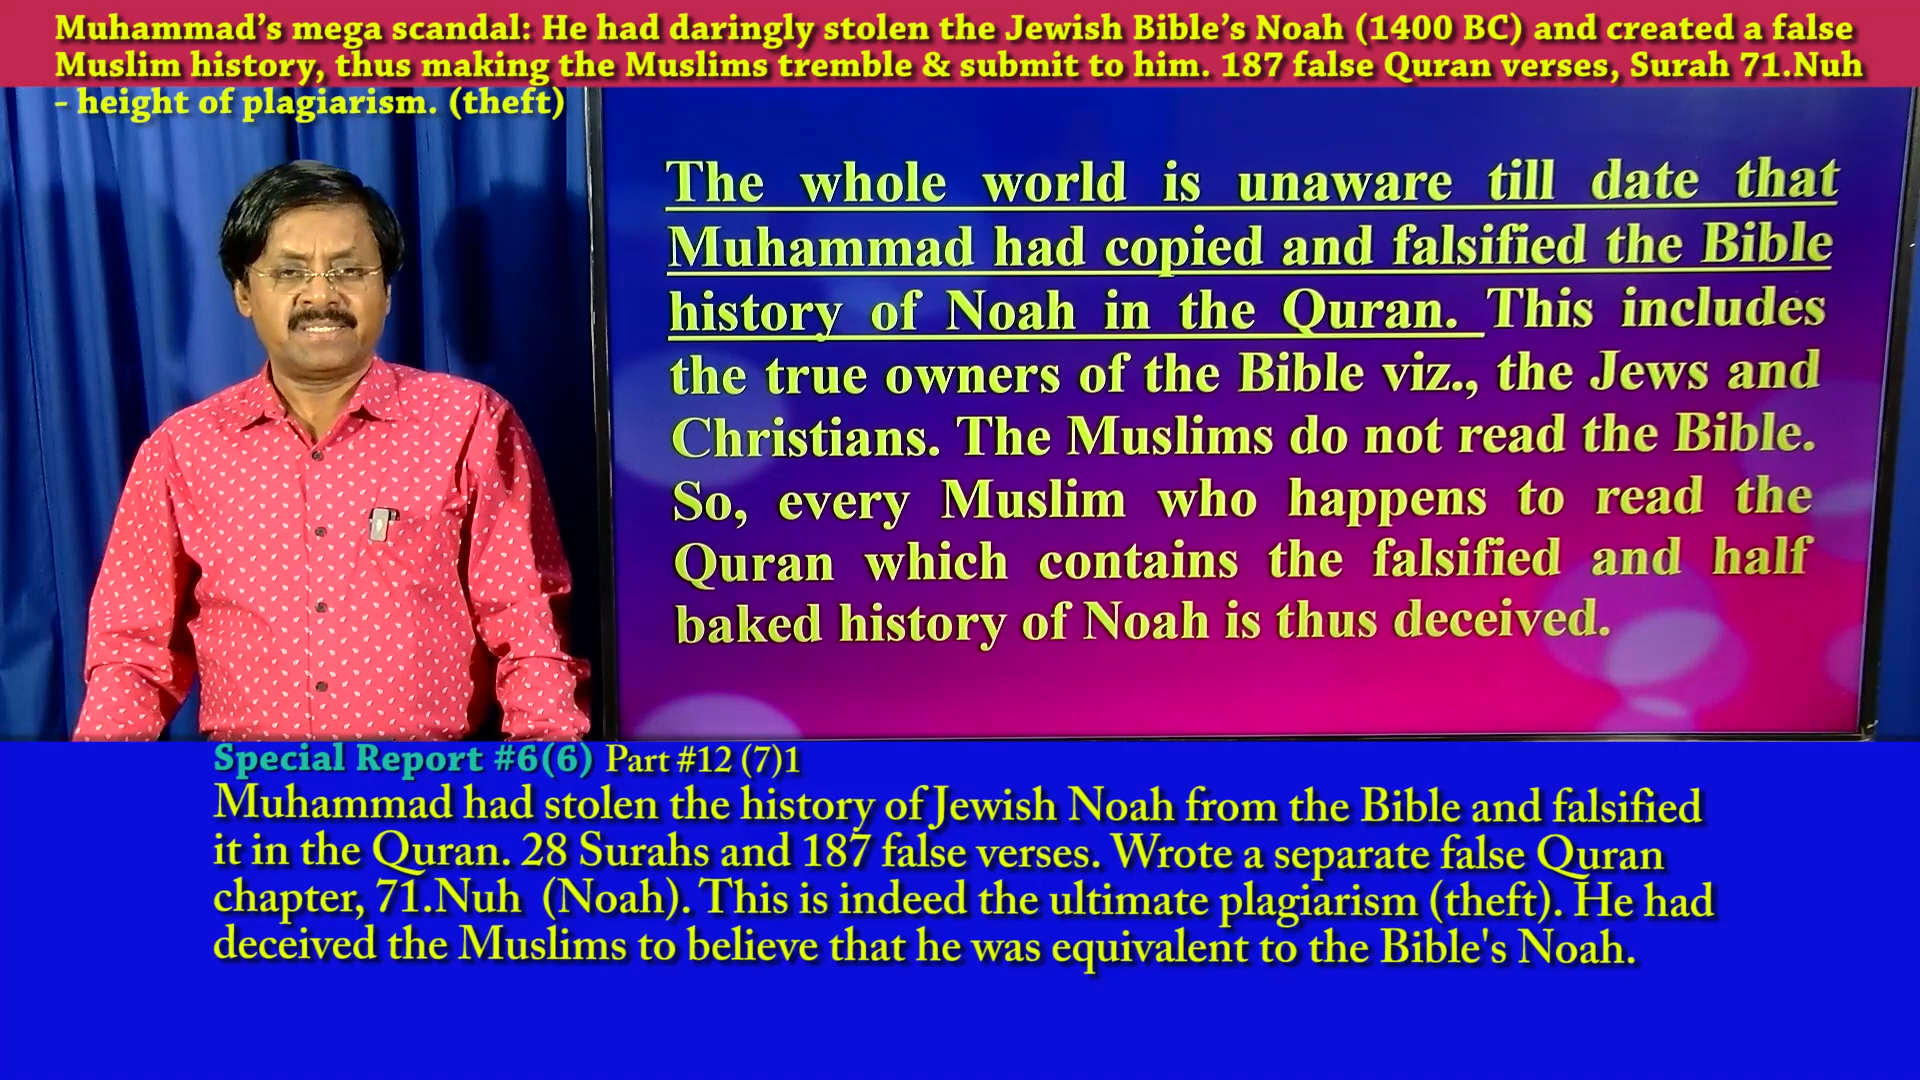 Muhammad’s mega scandal: He had daringly stolen the Jewish Bible’s Noah (1400 BC) and created a false
Muslim history, thus making the Muslims tremble & submit to him. 187 false Quran verses, Surah 71.Nuh
- height of plagiarism. (theft)
The whole world is unaware till date that
Muhammad had copied and falsified the Bible
history of Noah in the Quran. This includes
the true owners of the Bible viz., the Jews and
Christians. The Muslims do not read the Bible.
So, every Muslim who happens to read the
Quran which contains the falsified and half
baked history of Noah is thus deceived.
Special Report #6(6) Part #12 (7)1
Muhammad had stolen the history of Jewish Noah from the Bible and falsified
it in the Quran. 28 Surahs and 187 false verses. Wrote a separate false Quran
chapter, 71.Nuh (Noah). This is indeed the ultimate plagiarism (theft). He had
deceived the Muslims to believe that he was equivalent to the Bible's Noah.